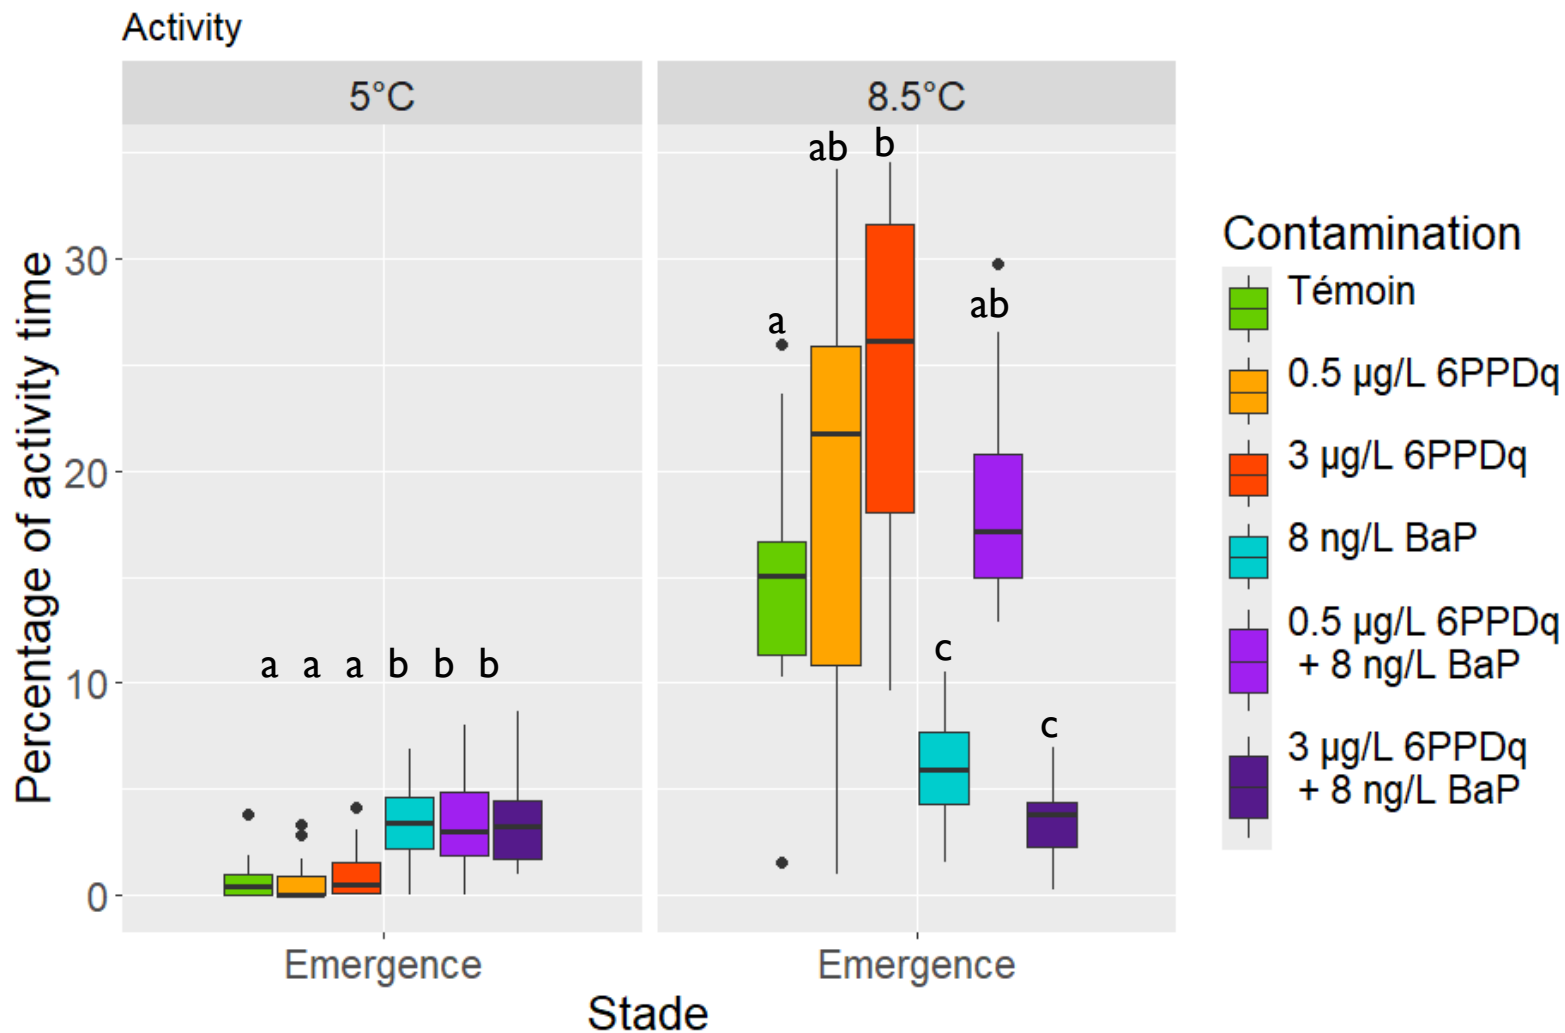 Activity
5°C
8.5°C
Percentage of activity time
30
20
10
0
a a a b b b
a
ab
b
c
ab
c
Emergence
Emergence
Stade
Contamination
Témoin
0.5 µg/L 6PPDq
3 µg/L 6PPDq
8 ng/L BaP
0.5 µg/L 6PPDq
+ 8 ng/L BaP
3 µg/L 6PPDq
+ 8 ng/L BaP